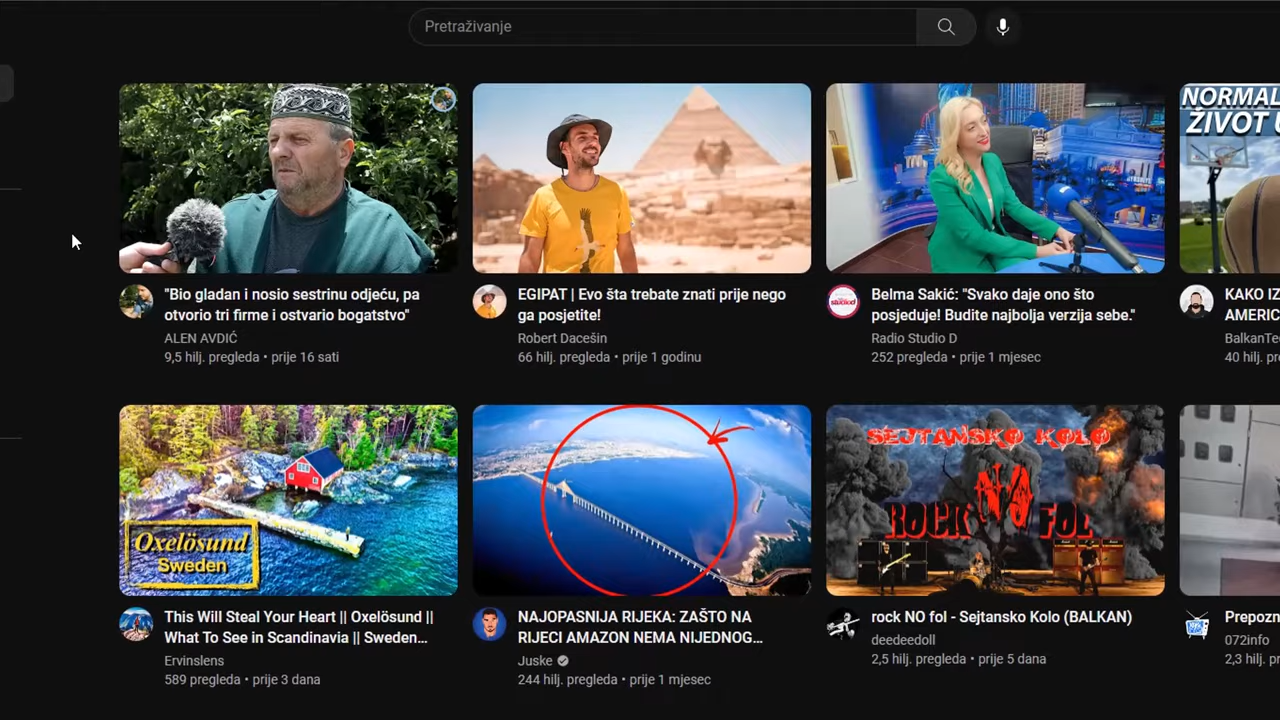 Pretraživanje
NORMAL
ŽIVOT U
"Bio gladan i nosio sestrinu odjeću, pa
otvorio tri firme i ostvario bogatstvo"
ALEN AVDIĆ
9,5 hilj. pregleda • prije 16 sati
EGIPAT | Evo šta trebate znati prije nego
ga posjetite!
Robert Dacešin
66 hilj. pregleda • prije 1 godinu
Belma Sakić: "Svako daje ono što
posjeduje! Budite najbolja verzija sebe."
Radio Studio D
252 pregleda • prije 1 mjesec
KAKO IZ
AMERIC
BalkanTe
40 hilj. pr
Oxelösund
Sweden
SEJTANSKO KOLO
ROCK NO FOL
This Will Steal Your Heart || Oxelösund ||
What To See in Scandinavia || Sweden...
Ervinslens
589 pregleda • prije 3 dana
NAJOPASNIJA RIJEKA: ZAŠTO NA
RIJECI AMAZON NEMA NIJEDNOG...
Juske
244 hilj. pregleda • prije 1 mjesec
rock NO fol - Sejtansko Kolo (BALKAN)
deedeedoll
2,5 hilj. pregleda • prije 5 dana
Prepozn
072info
2,3 hilj. p